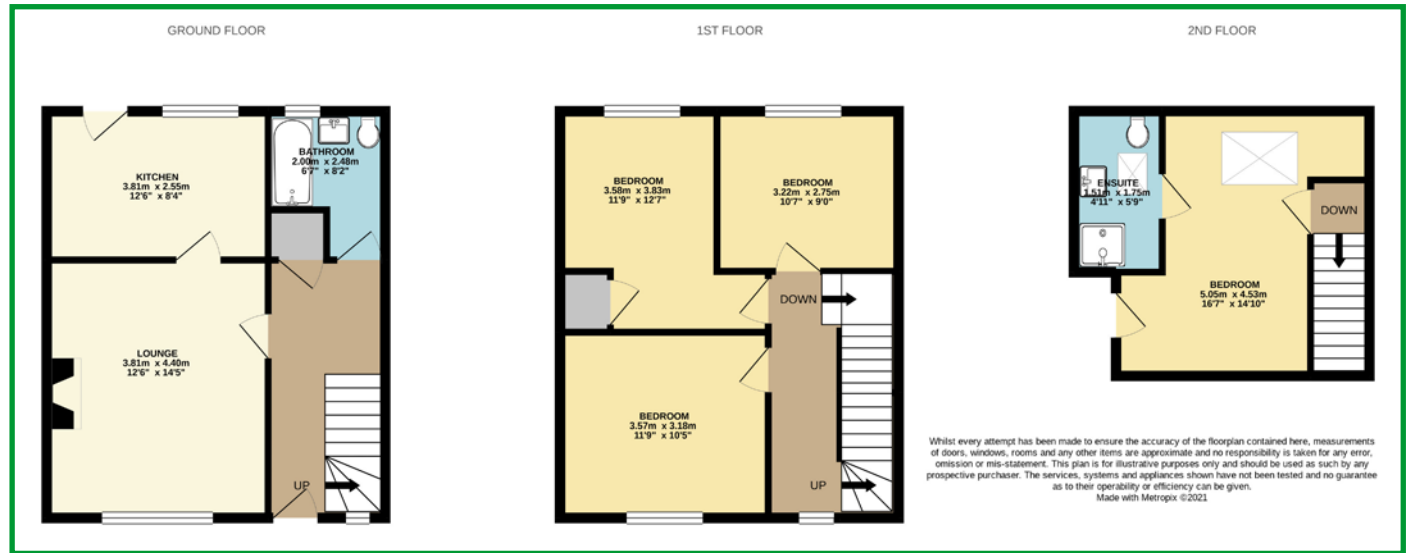 GROUND FLOOR
KITCHEN
3.81m x 2.55m
12'6" x 8'4"
BATHROOM
2.00m x 2.48m
6'7" x 8'2"
LOUNGE
3.81m x 4.40m
12'6" x 14'5"
UP
1ST FLOOR
BEDROOM
3.58m x 3.83m
11'9" x 12'7"
BEDROOM
3.22m x 2.75m
10'7" x 9'0"
DOWN
BEDROOM
3.57m x 3.18m
11'9" x 10'5"
UP
2ND FLOOR
ENSUITE
1.51m x 1.75m
4'11" x 5'9"
DOWN
BEDROOM
5.05m x 4.53m
16'7" x 14'10"
Whilst every attempt has been made to ensure the accuracy of the floorplan contained here, measurements
of doors, windows, rooms and any other items are approximate and no responsibility is taken for any error,
omission or mis-statement. This plan is for illustrative purposes only and should be used as such by any
prospective purchaser. The services, systems and appliances shown have not been tested and no guarantee
as to their operability or efficiency can be given.
Made with Metropix ©2021